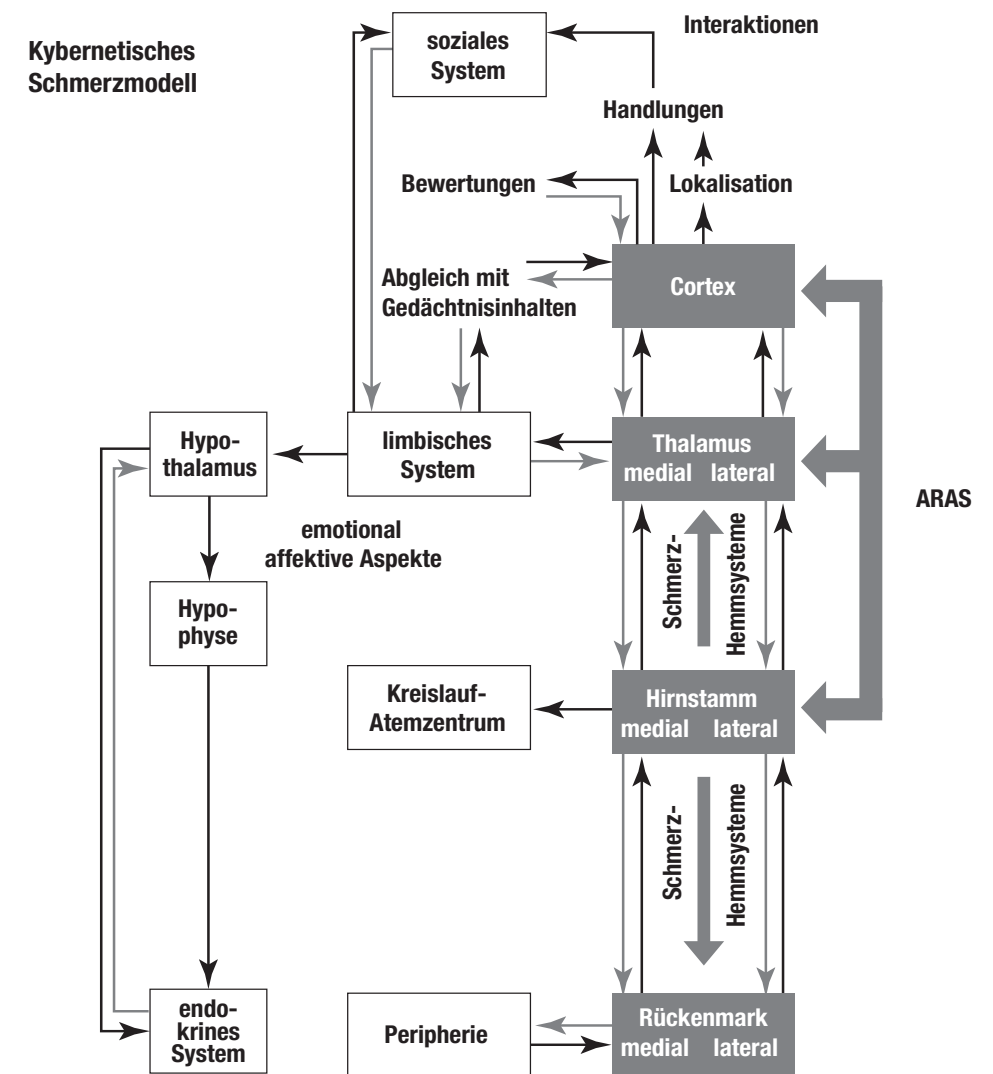 Kybernetisches
Schmerzmodell
soziales
System
Interaktionen
Handlungen
Bewertungen
Lokalisation
Abgleich mit
Gedächtnisinhalten
Cortex
Hypo-
thalamus
limbisches
System
Thalamus
medial lateral
ARAS
emotional
affektive Aspekte
Schmerz-
Hemmsysteme
Hypo-
physe
Kreislauf-
Atemzentrum
Hirnstamm
medial lateral
Schmerz-
Hemmsysteme
endo-
krines
System
Peripherie
Rückenmark
medial lateral